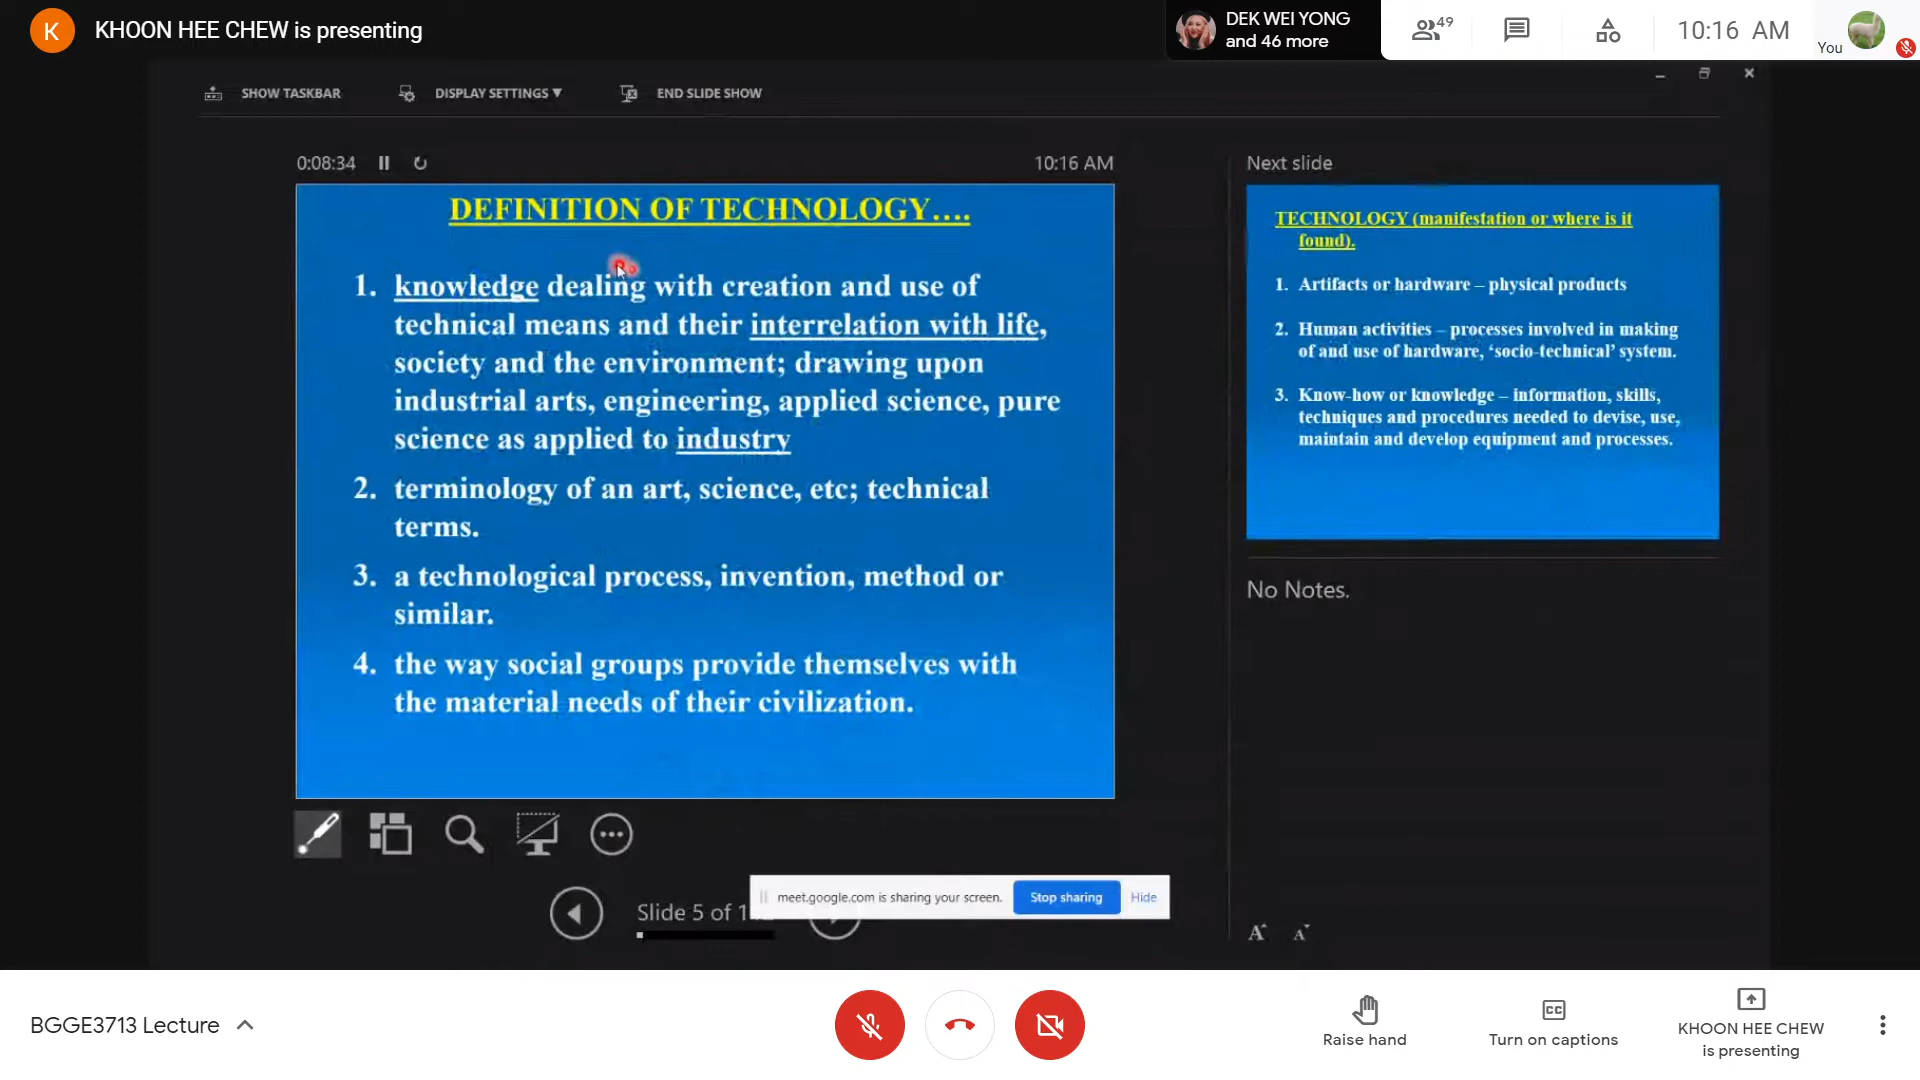 K
KHOON HEE CHEW is presenting
DEK WEI YONG
and 46 more
49
10:16 AM
You
SHOW TASKBAR
DISPLAY SETTINGS ▼
END SLIDE SHOW
0:08:34
10:16 AM
DEFINITION OF TECHNOLOGY....
1. knowledge dealing with creation and use of
technical means and their interrelation with life,
society and the environment; drawing upon
industrial arts, engineering, applied science, pure
science as applied to industry
2. terminology of an art, science, etc; technical
terms.
3. a technological process, invention, method or
similar.
4. the way social groups provide themselves with
the material needs of their civilization.
Next slide
TECHNOLOGY (manifestation or where is it
found).
1. Artifacts or hardware – physical products
2. Human activities – processes involved in making
of and use of hardware, ‘socio-technical’ system.
3. Know-how or knowledge – information, skills,
techniques and procedures needed to devise, use,
maintain and develop equipment and processes.
No Notes.
Slide 5 of
meet.google.com is sharing your screen.
Stop sharing
Hide
A A
BGGE3713 Lecture
Raise hand
CC
Turn on captions
KHOON HEE CHEW
is presenting